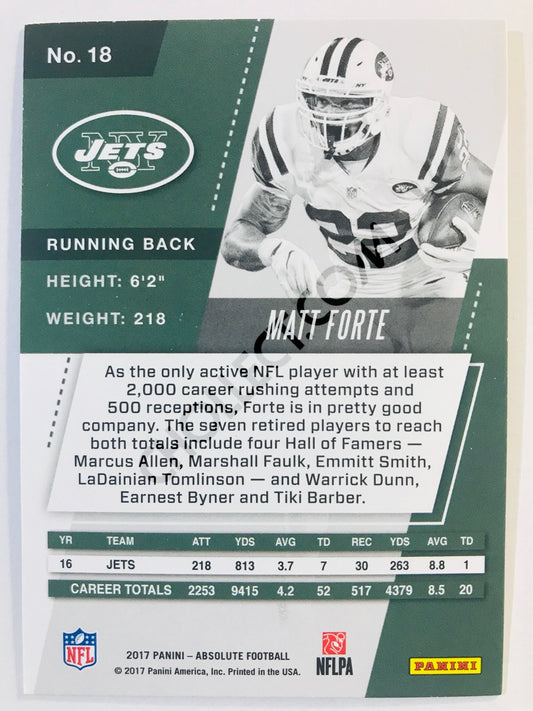 No. 18
NY
JETS
22
RUNNING BACK
HEIGHT: 6'2"
WEIGHT: 218
MATT FORTE
As the only active NFL player with at least
2,000 career rushing attempts and
500 receptions, Forte is in pretty good
company. The seven retired players to reach
both totals include four Hall of Famers —
Marcus Allen, Marshall Faulk, Emmitt Smith,
LaDainian Tomlinson — and Warrick Dunn,
Earnest Byner and Tiki Barber.
YR TEAM ATT YDS AVG TD REC YDS AVG TD
16 JETS 218 813 3.7 7 30 263 8.8 1
CAREER TOTALS 2253 9415 4.2 52 517 4379 8.5 20
NFL
2017 PANINI – ABSOLUTE FOOTBALL
© 2017 Panini America, Inc. Printed in the USA.
NFLPA
PANINI